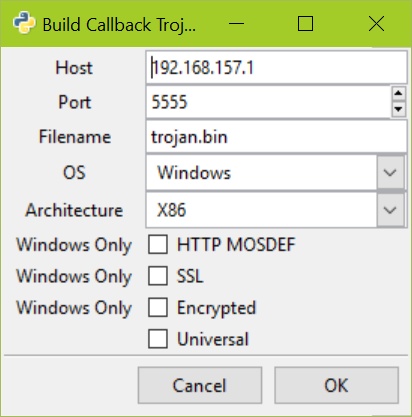 Build Callback Troj...
Host 192.168.157.1
Port 5555
Filename trojan.bin
OS Windows
Architecture X86
Windows Only HTTP MOSDEF
Windows Only SSL
Windows Only Encrypted
Universal
Cancel OK